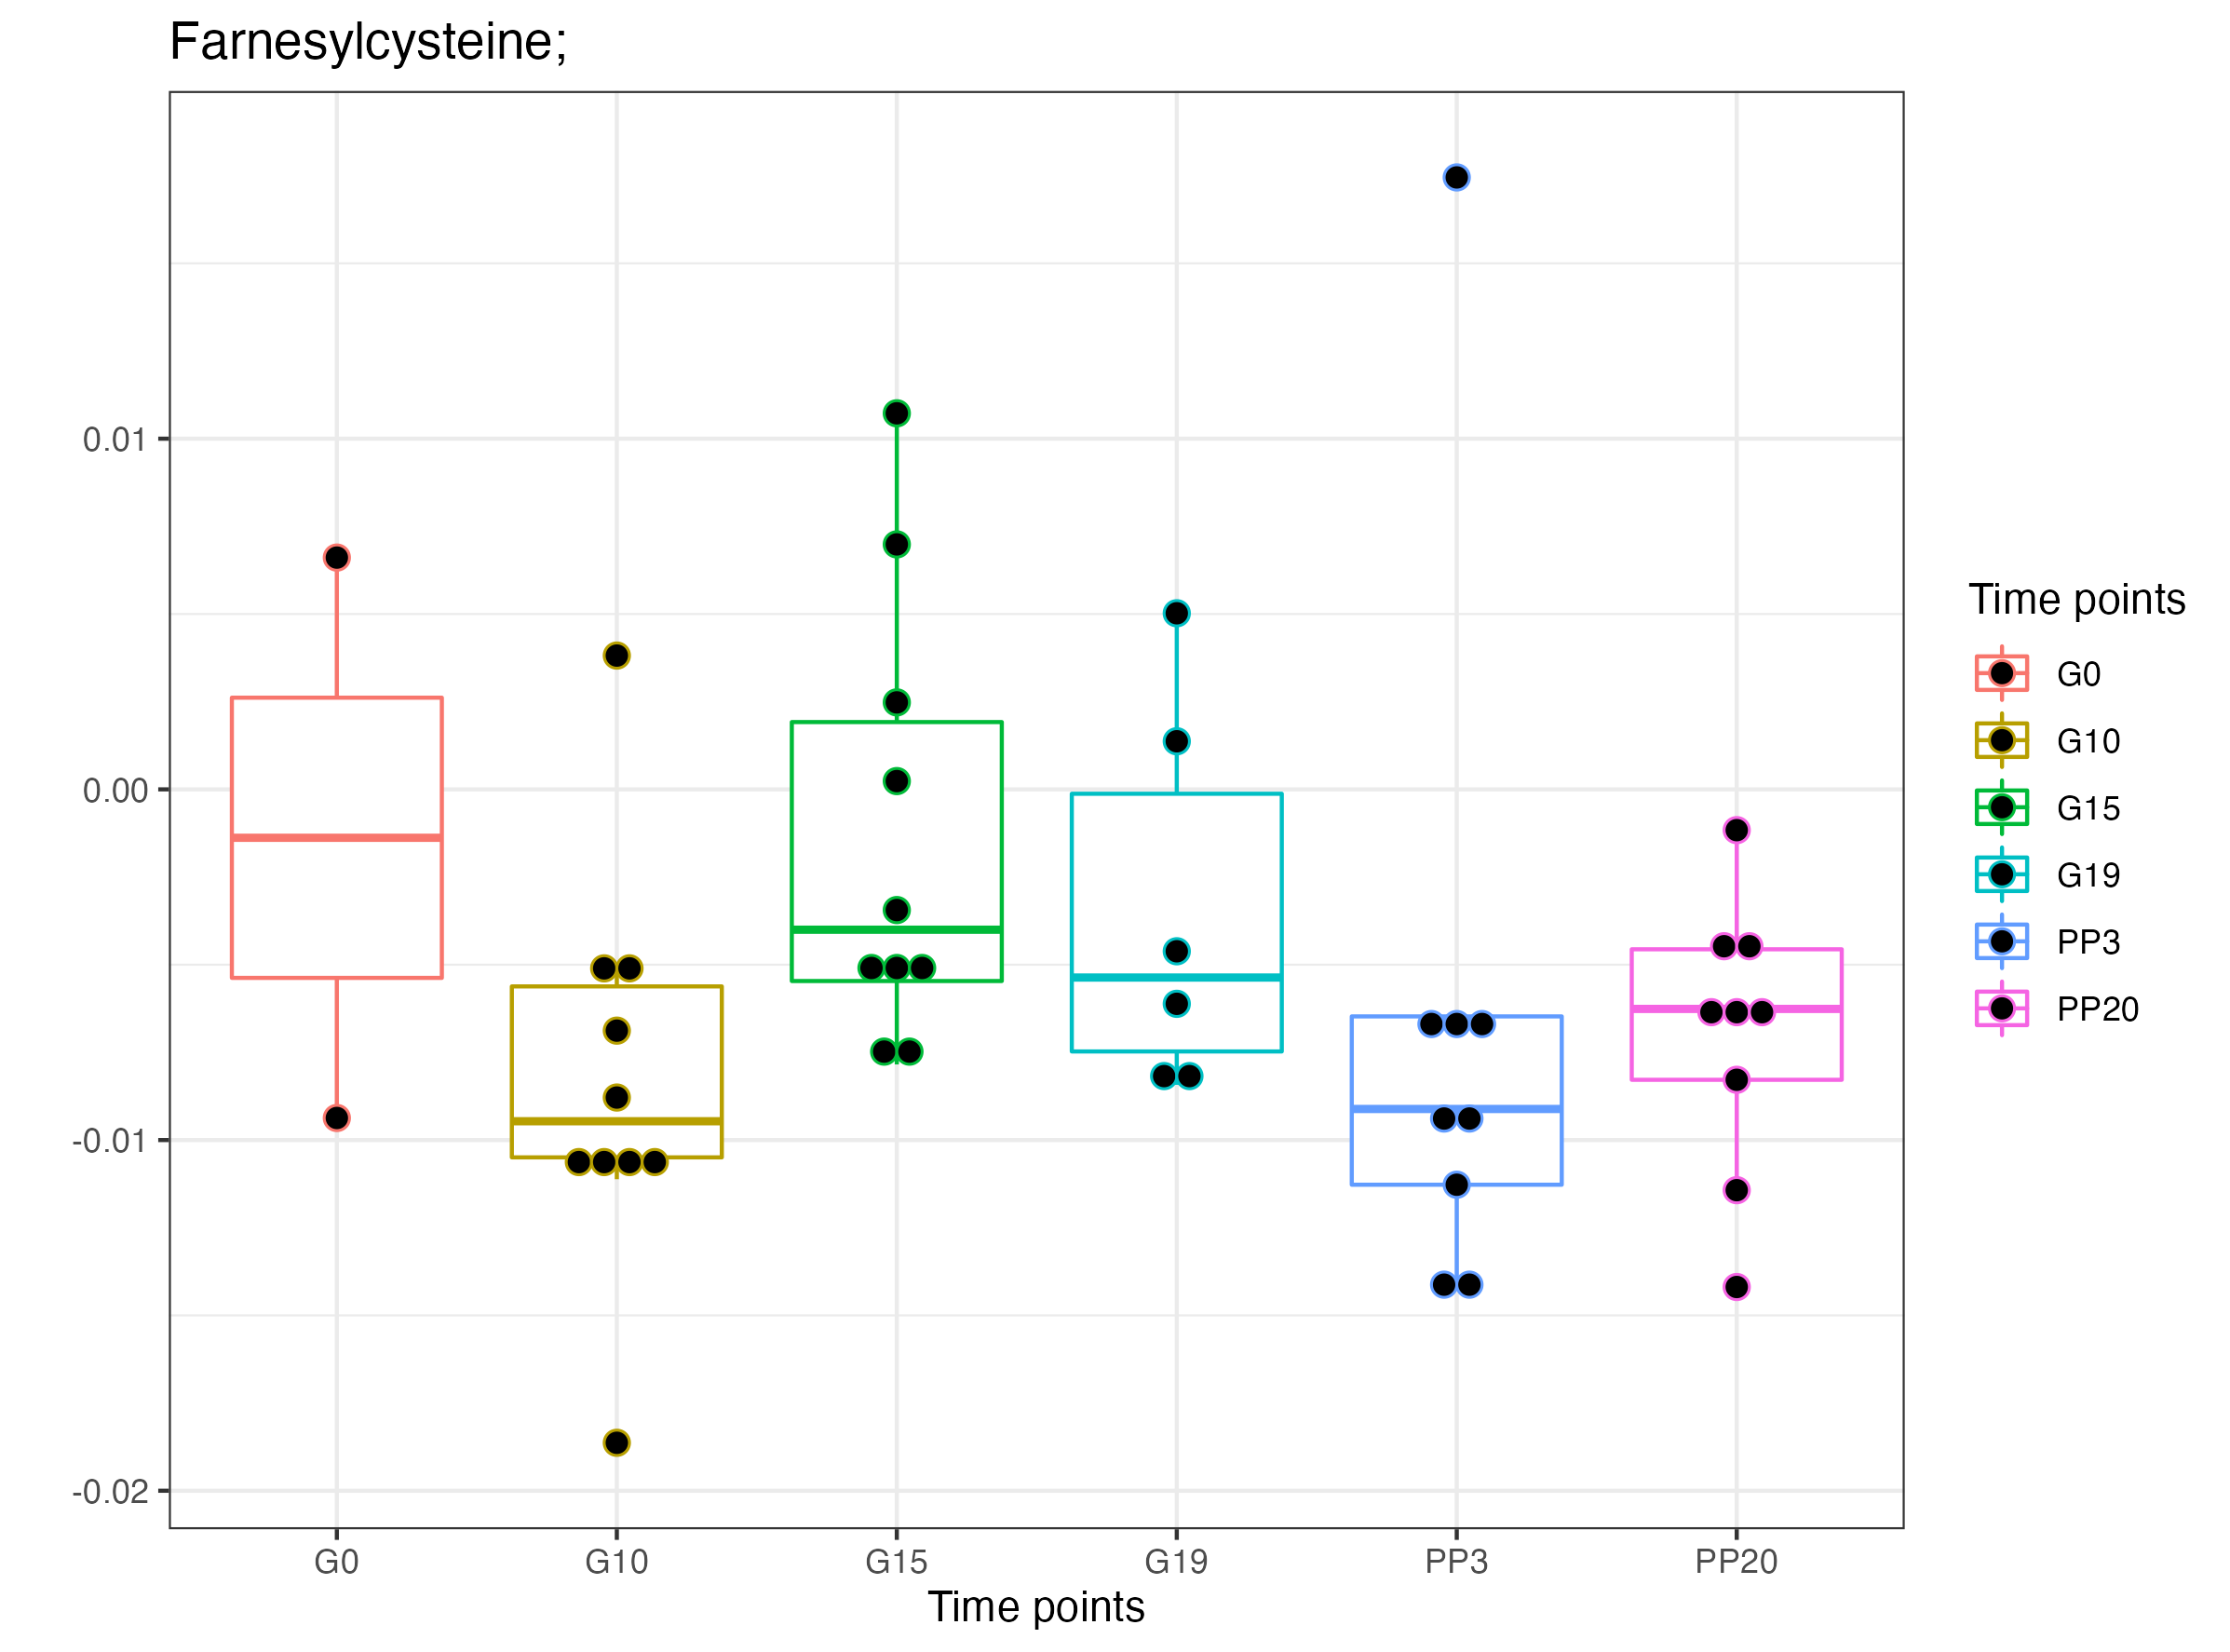 Farnesylcysteine;
0.01
0.00
-0.01
-0.02
G0 G10 G15 G19 PP3 PP20
Time points
Time points
G0
G10
G15
G19
PP3
PP20